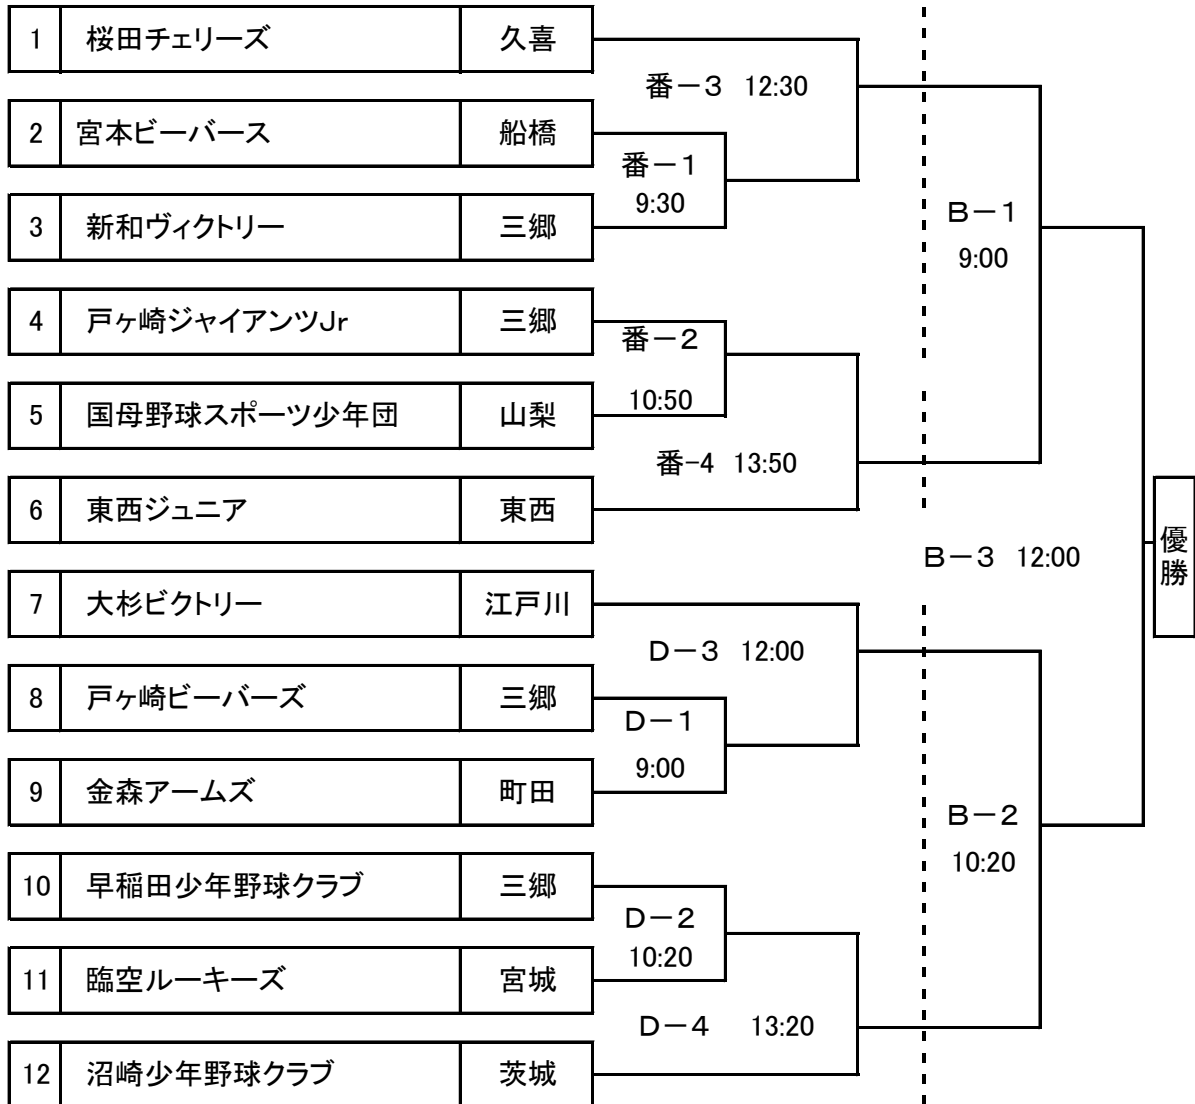 1 桜田チェリーズ 久喜
番－３ 12:30
2 宮本ビーバース 船橋
番－１
9:30
3 新和ヴィクトリー 三郷
Ｂ－１
9:00
4 戸ヶ崎ジャイアンツJr 三郷
番－２
10:50
5 国母野球スポーツ少年団 山梨
番-4 13:50
6 東西ジュニア 東西
Ｂ－３ 12:00
優勝
7 大杉ビクトリー 江戸川
Ｄ－３ 12:00
8 戸ヶ崎ビーバーズ 三郷
Ｄ－１
9:00
9 金森アームズ 町田
Ｂ－２
10:20
10 早稲田少年野球クラブ 三郷
Ｄ－２
10:20
11 臨空ルーキーズ 宮城
Ｄ－４ 13:20
12 沼崎少年野球クラブ 茨城